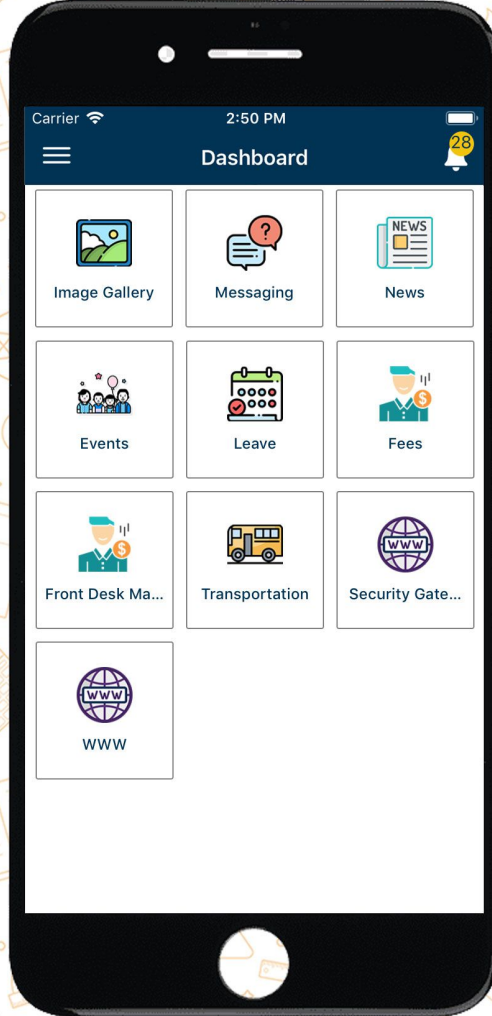 Carrier 2:50 PM
Dashboard
28
NEWS
Image Gallery Messaging News
Events Leave Fees
Front Desk Ma... Transportation Security Gate...
WWW
WWW
WWW